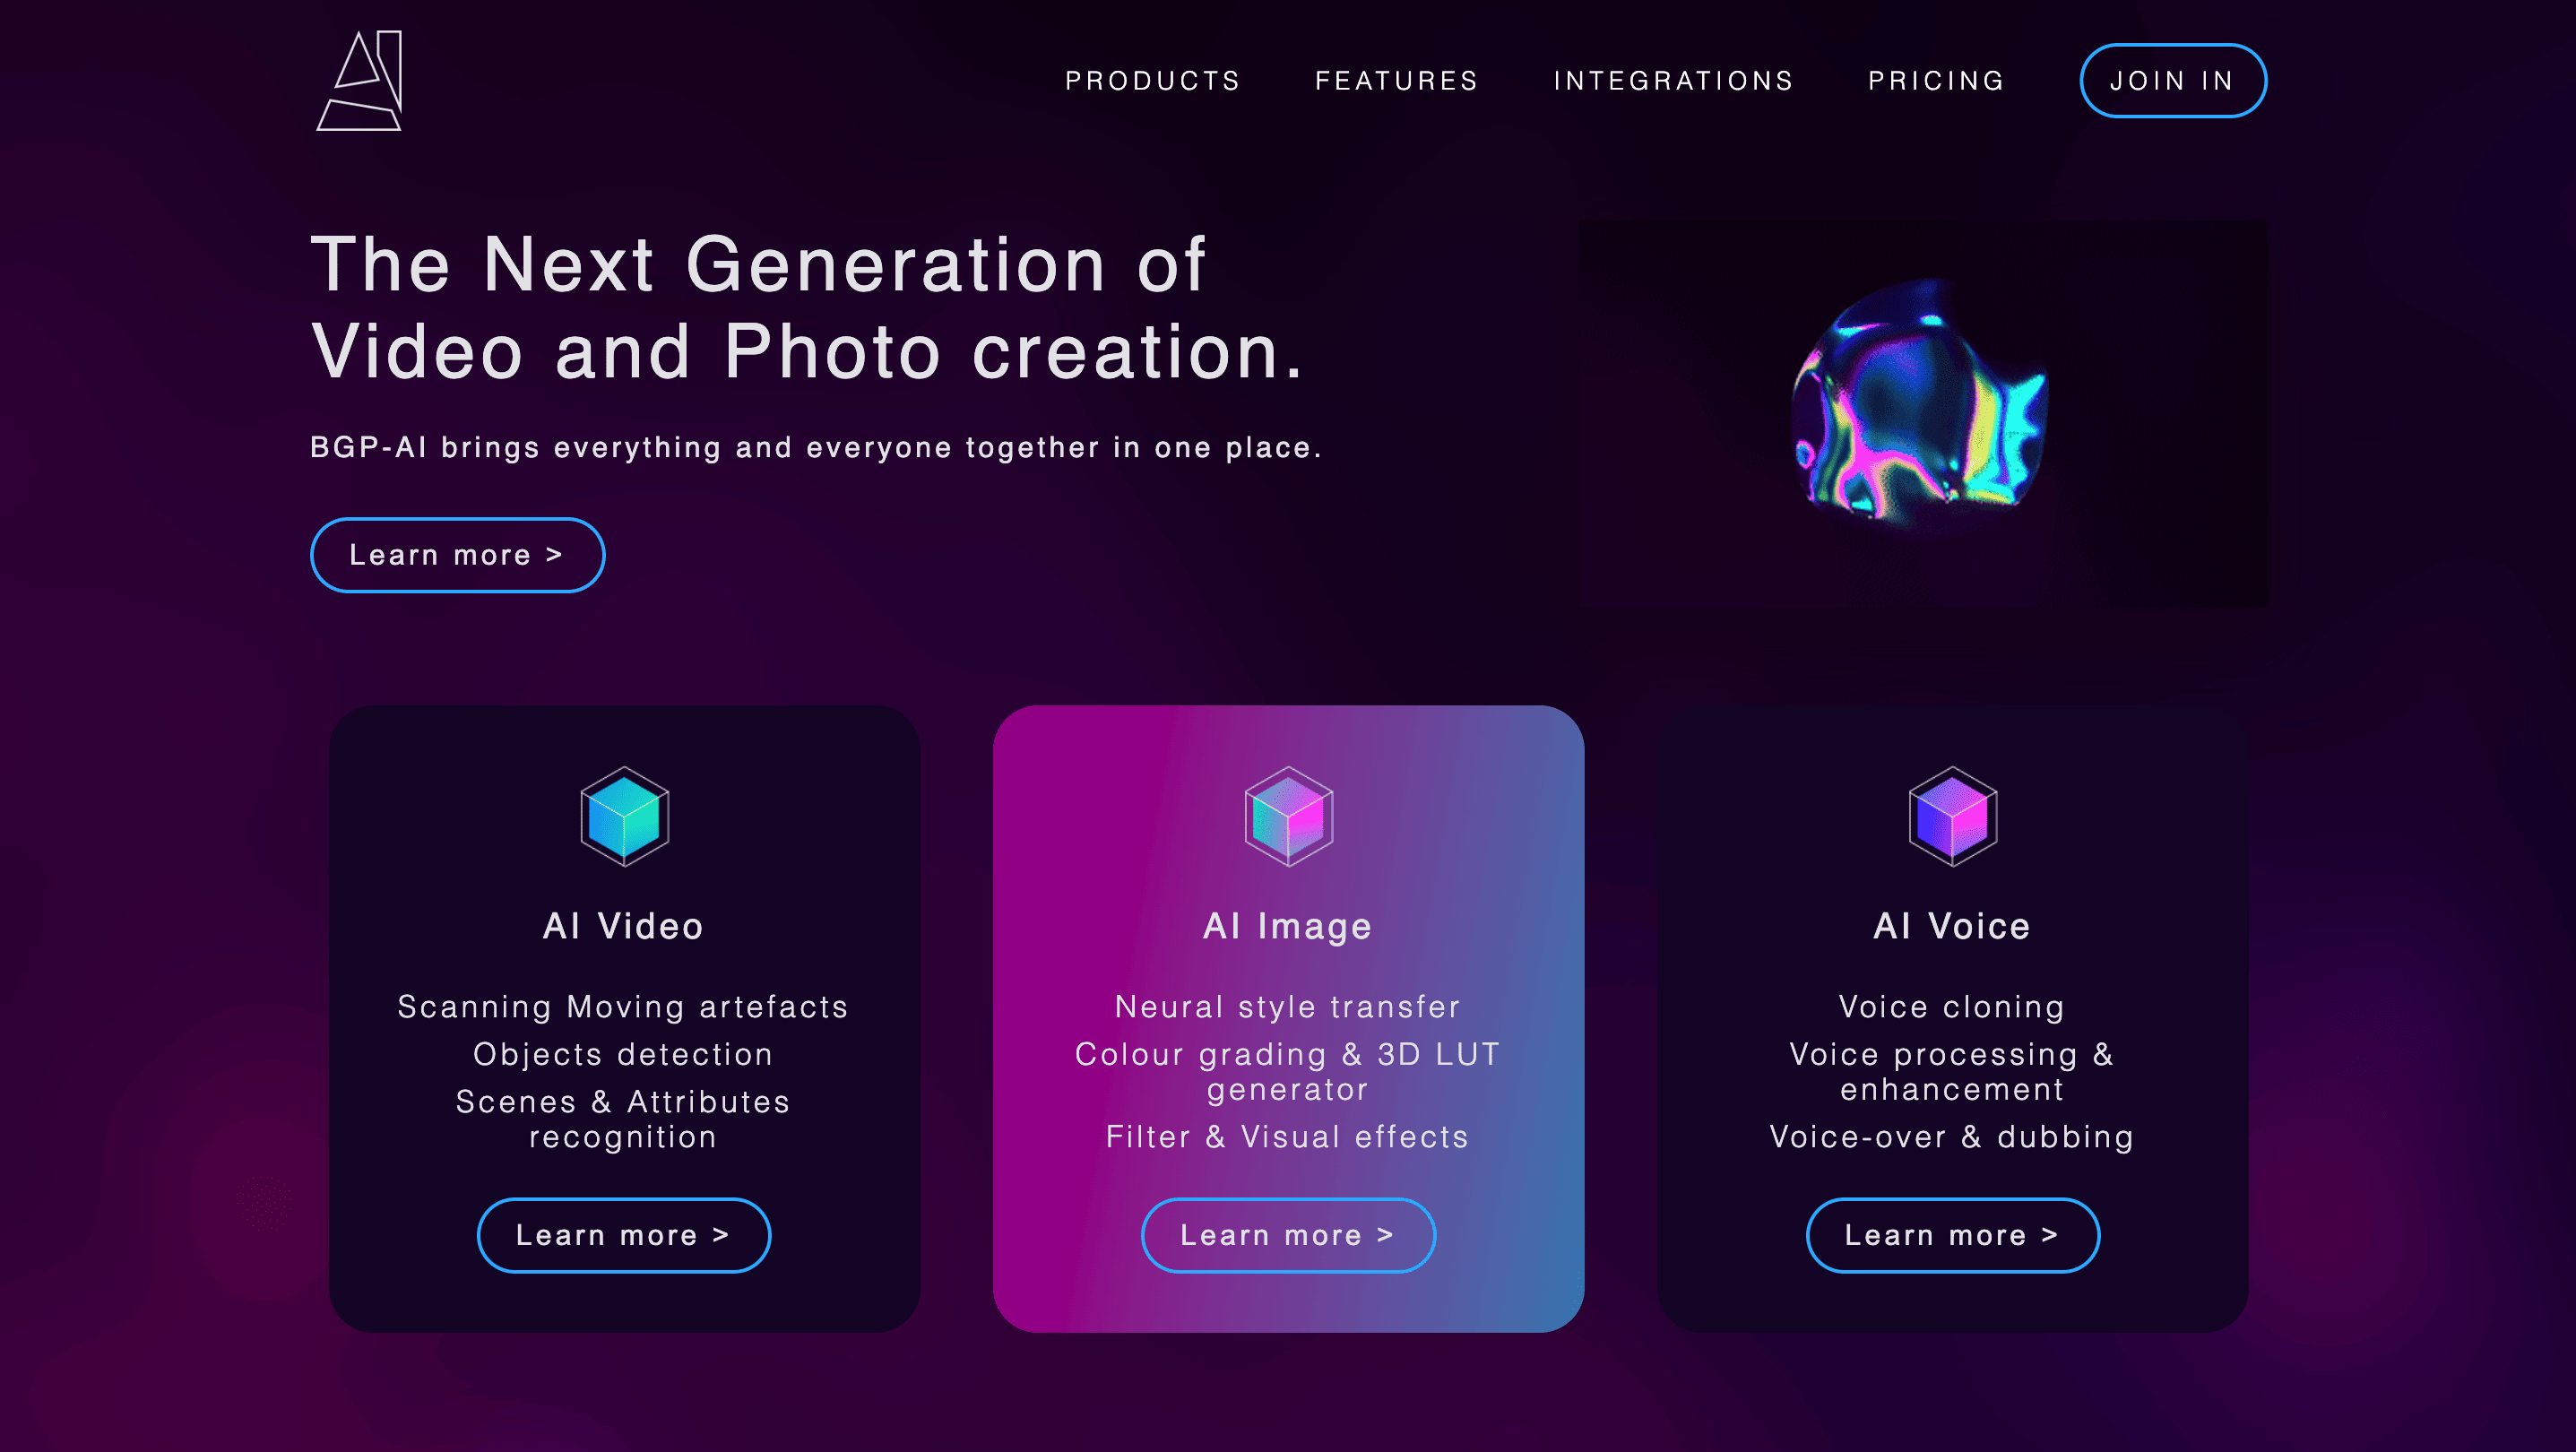 AI
PRODUCTS
FEATURES
INTEGRATIONS
PRICING
JOIN IN
The Next Generation of
Video and Photo creation.
BGP-AI brings everything and everyone together in one place.
Learn more >
AI Video
Scanning Moving artefacts
Objects detection
Scenes & Attributes
recognition
Learn more >
AI Image
Neural style transfer
Colour grading & 3D LUT
generator
Filter & Visual effects
Learn more >
AI Voice
Voice cloning
Voice processing &
enhancement
Voice-over & dubbing
Learn more >